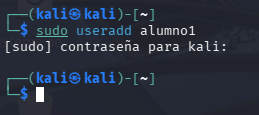 ┌──(kali㉿kali)-[~]
└─$ sudo useradd alumno1
[sudo] contraseña para kali:
┌──(kali㉿kali)-[~]
└─$